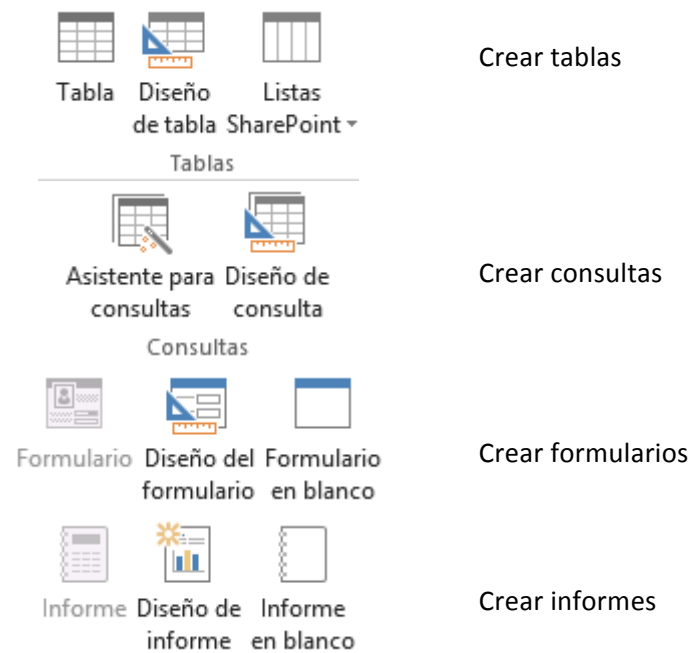 Tabla Diseño de tabla Listas SharePoint
Crear tablas
Tablas
Asistente para consultas Diseño de consulta
Crear consultas
Consultas
Formulario Diseño del formulario Formulario en blanco
Crear formularios
Informe Diseño de informe Informe en blanco
Crear informes